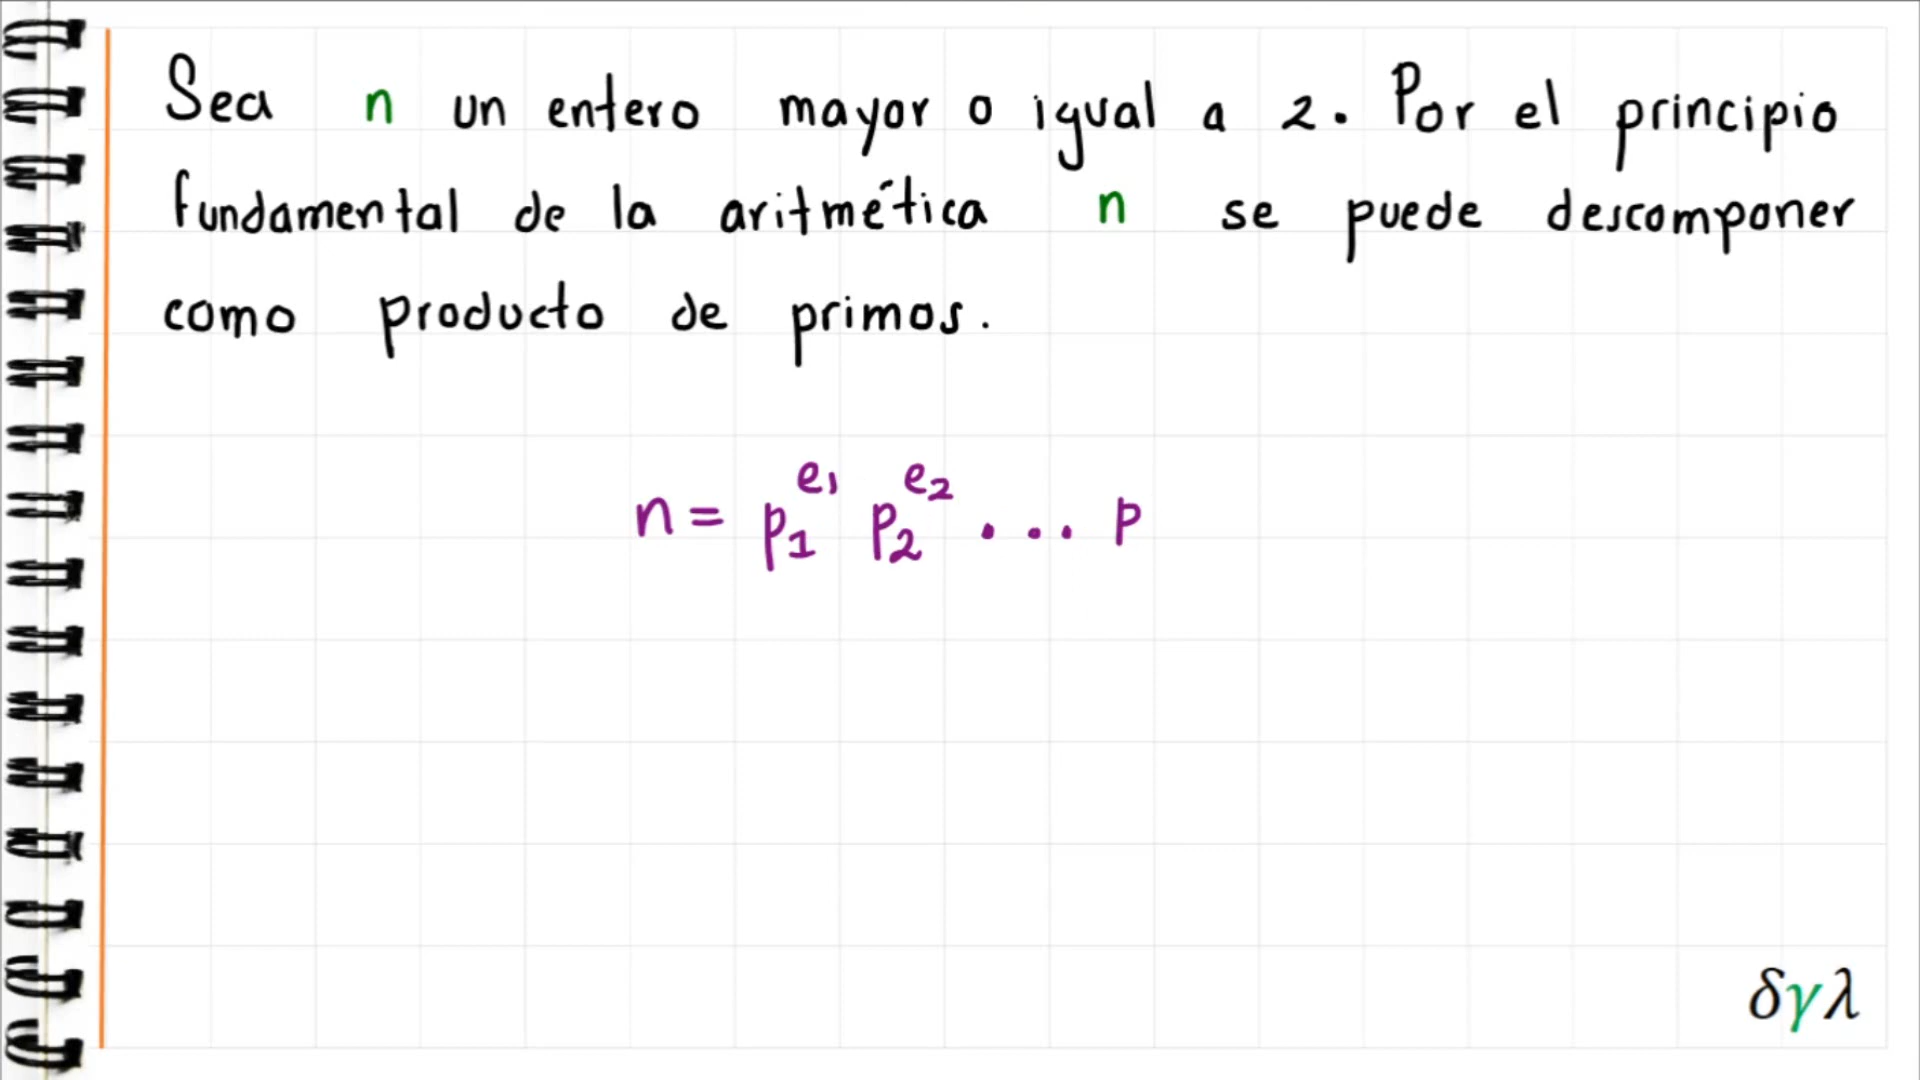 Sea n un entero mayor o igual a 2. Por el principio
fundamental de la aritmética n se puede descomponer
como producto de primos.
n = p₁^e₁ p₂^e₂ · ... p
δγλ